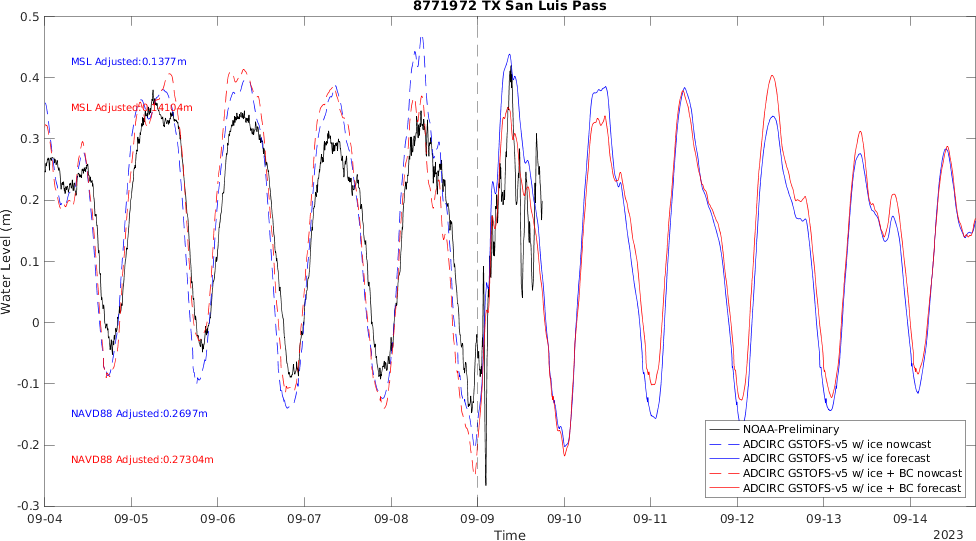 8771972 TX San Luis Pass
Water Level (m)
0.5
0.4
0.3
0.2
0.1
0
-0.1
-0.2
-0.3
MSL Adjusted:0.1377m
MSL Adjusted:0.14104m
NAVD88 Adjusted:0.2697m
NAVD88 Adjusted:0.27304m
NOAA-Preliminary
ADCIRC GSTOFS-v5 w/ ice nowcast
ADCIRC GSTOFS-v5 w/ ice forecast
ADCIRC GSTOFS-v5 w/ ice + BC nowcast
ADCIRC GSTOFS-v5 w/ ice + BC forecast
09-04 09-05 09-06 09-07 09-08 09-09 09-10 09-11 09-12 09-13 09-14
Time
2023